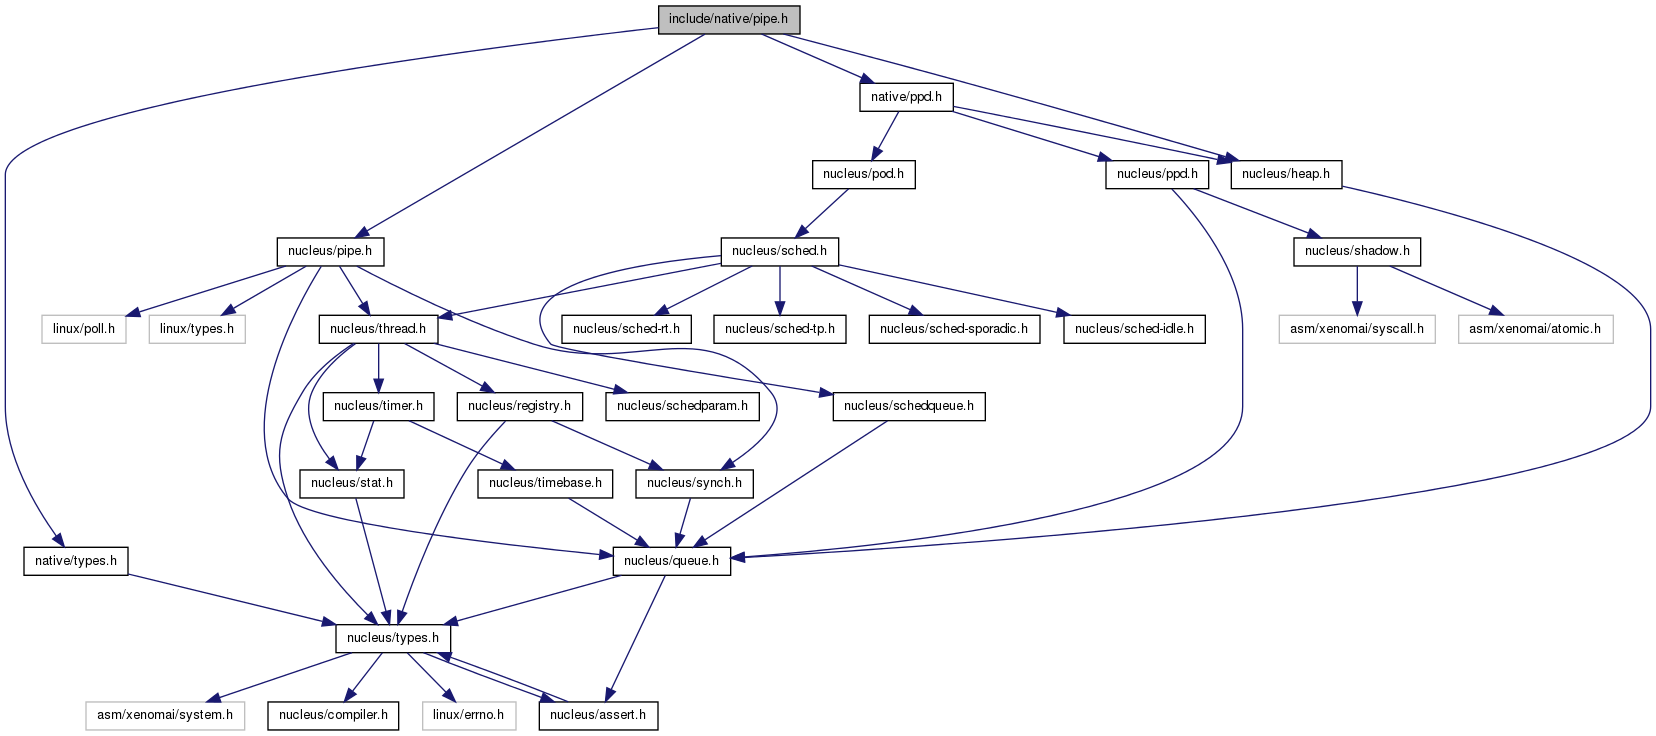 include/native/pipe.h
native/ppd.h
nucleus/pod.h
nucleus/ppd.h
nucleus/heap.h
nucleus/pipe.h
nucleus/sched.h
nucleus/shadow.h
linux/poll.h
linux/types.h
nucleus/thread.h
nucleus/sched-rt.h
nucleus/sched-tp.h
nucleus/sched-sporadic.h
nucleus/sched-idle.h
asm/xenomai/syscall.h
asm/xenomai/atomic.h
nucleus/timer.h
nucleus/registry.h
nucleus/schedparam.h
nucleus/schedqueue.h
nucleus/stat.h
nucleus/timebase.h
nucleus/synch.h
native/types.h
nucleus/queue.h
nucleus/types.h
asm/xenomai/system.h
nucleus/compiler.h
linux/errno.h
nucleus/assert.h